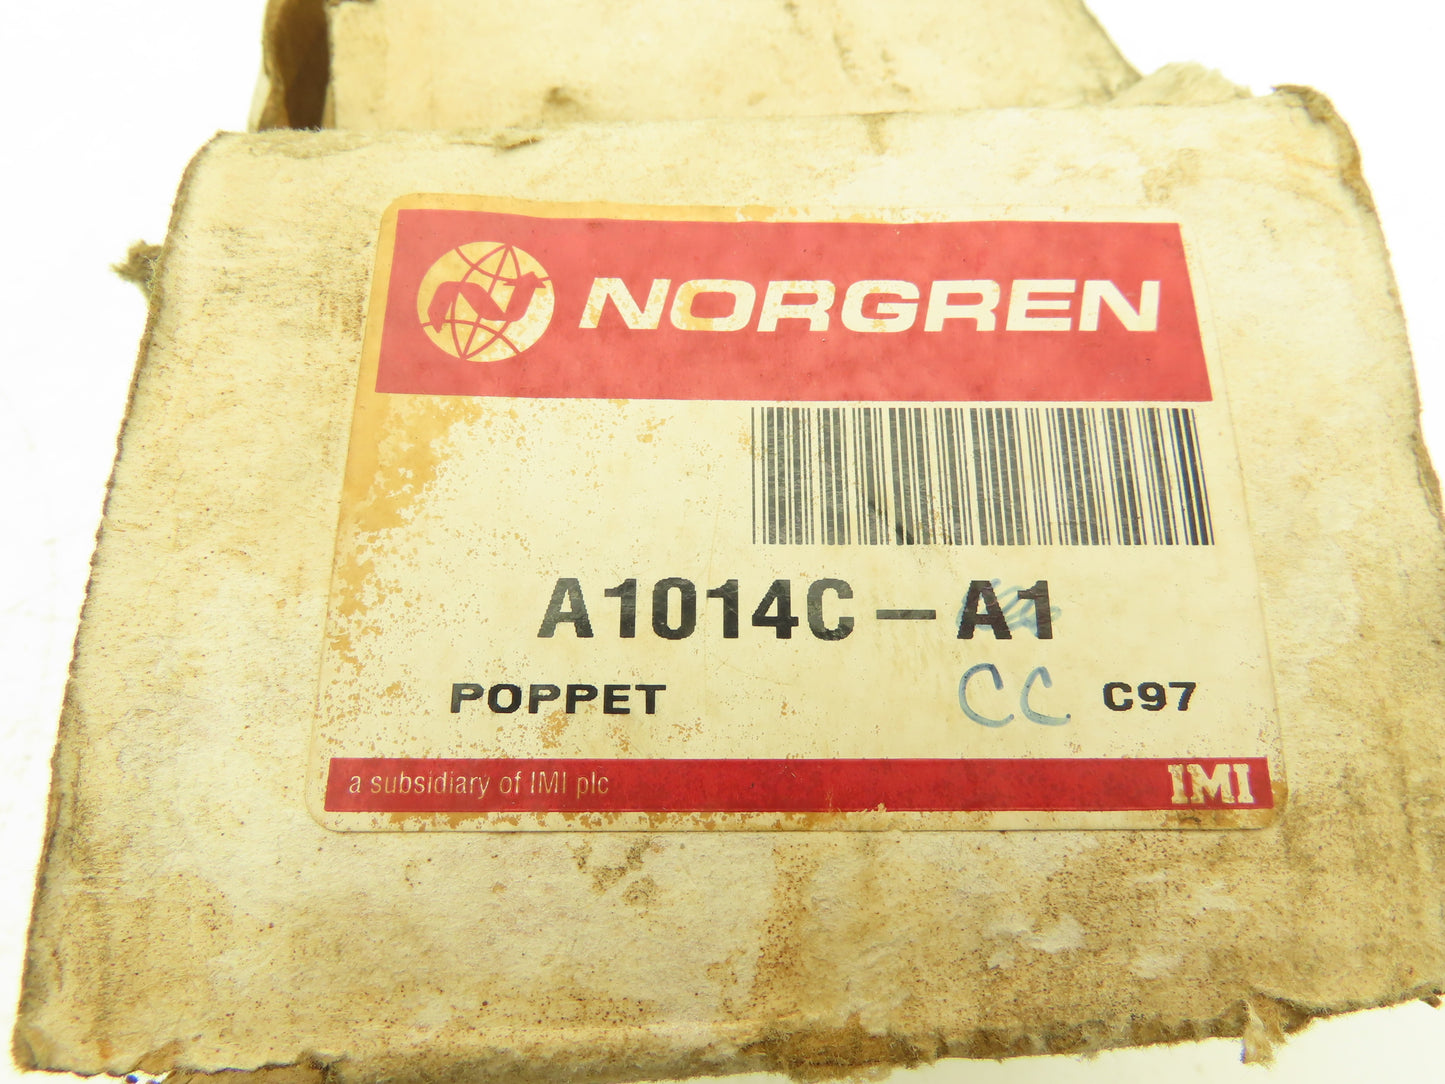 NORGREN
A1014C-A1
POPPET CC C97
a subsidiary of IMI plc IMI